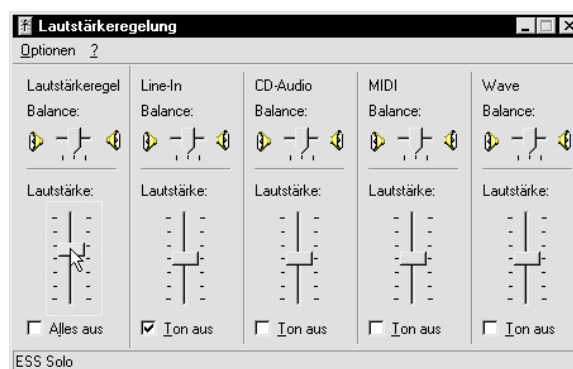 Lautstärkeregelung
Optionen ?
Lautstärkeregel Line-In CD-Audio MIDI Wave
Balance: Balance: Balance: Balance: Balance:
Lautstärke: Lautstärke: Lautstärke: Lautstärke: Lautstärke:
Alles aus Ton aus Ton aus Ton aus Ton aus
ESS Solo